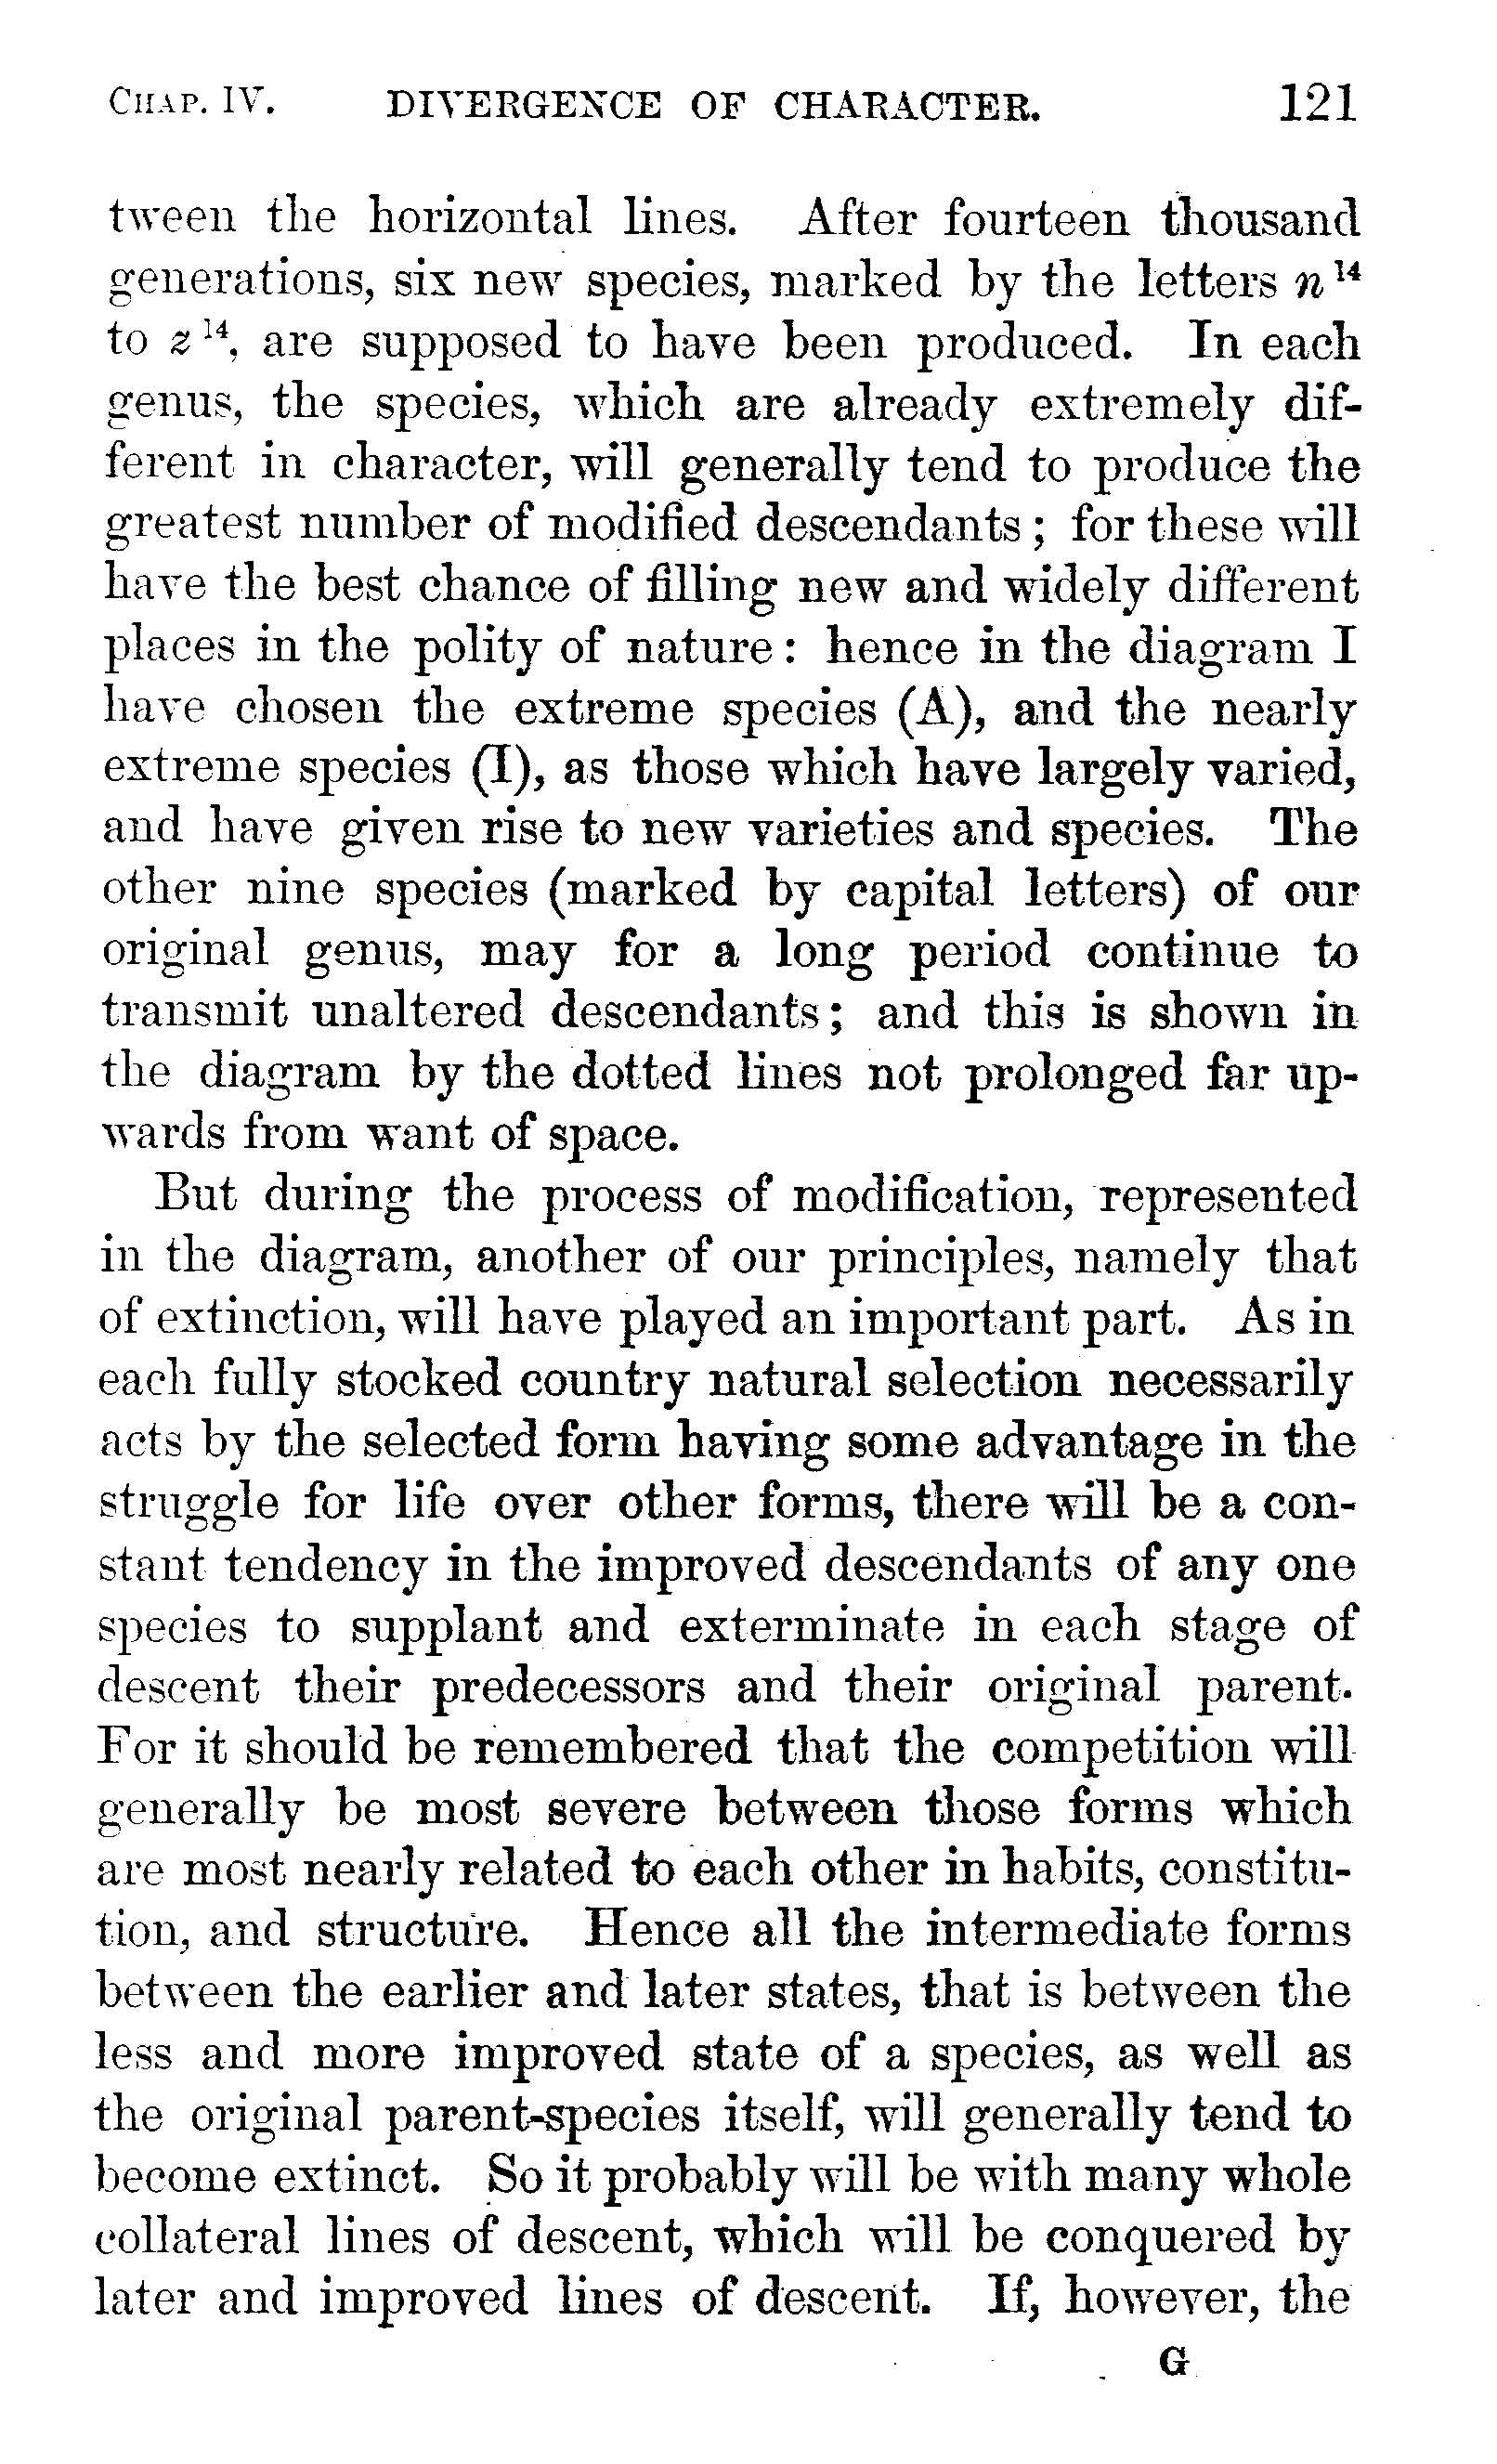 CHAP. IV. DIVERGENCE OF CHARACTER. 121
tween the horizontal lines. After fourteen thousand
generations, six new species, marked by the letters n¹⁴
to z¹⁴, are supposed to have been produced. In each
genus, the species, which are already extremely dif-
ferent in character, will generally tend to produce the
greatest number of modified descendants; for these will
have the best chance of filling new and widely different
places in the polity of nature: hence in the diagram I
have chosen the extreme species (A), and the nearly
extreme species (I), as those which have largely varied,
and have given rise to new varieties and species. The
other nine species (marked by capital letters) of our
original genus, may for a long period continue to
transmit unaltered descendants; and this is shown in
the diagram by the dotted lines not prolonged far up-
wards from want of space.
But during the process of modification, represented
in the diagram, another of our principles, namely that
of extinction, will have played an important part. As in
each fully stocked country natural selection necessarily
acts by the selected form having some advantage in the
struggle for life over other forms, there will be a con-
stant tendency in the improved descendants of any one
species to supplant and exterminate in each stage of
descent their predecessors and their original parent.
For it should be remembered that the competition will
generally be most severe between those forms which
are most nearly related to each other in habits, constitu-
tion, and structure. Hence all the intermediate forms
between the earlier and later states, that is between the
less and more improved state of a species, as well as
the original parent-species itself, will generally tend to
become extinct. So it probably will be with many whole
collateral lines of descent, which will be conquered by
later and improved lines of descent. If, however, the
G